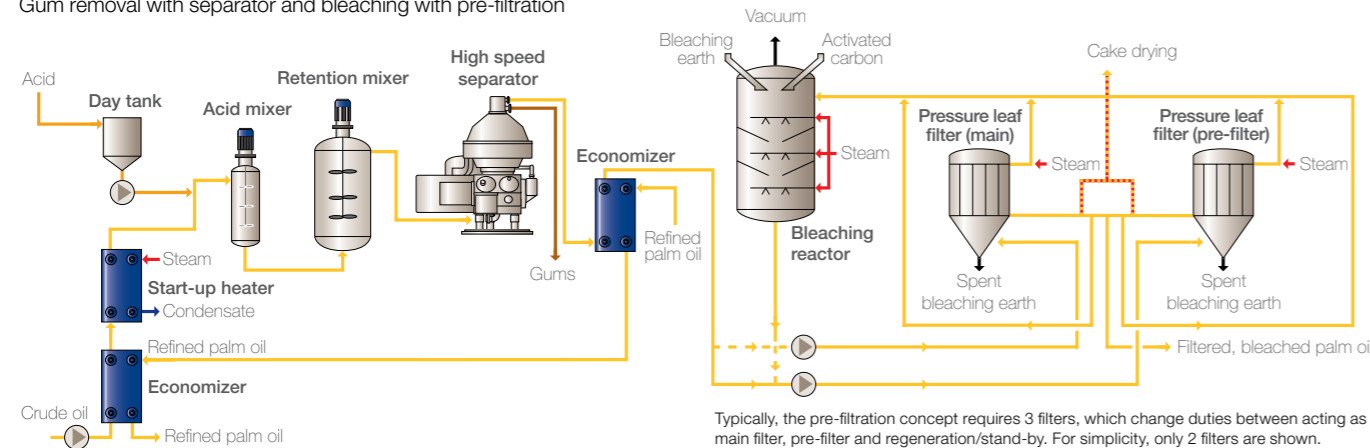 Gum removal with separator and bleaching with pre-filtration
Acid
Day tank
Acid mixer
Retention mixer
High speed
separator
Economizer
Refined
palm oil
Gums
Steam
Start-up heater
Condensate
Refined palm oil
Economizer
Crude oil
Refined palm oil
Vacuum
Bleaching
earth
Activated
carbon
Steam
Bleaching
reactor
Cake drying
Pressure leaf
filter (main)
Steam
Spent
bleaching earth
Pressure leaf
filter (pre-filter)
Steam
Spent
bleaching earth
Filtered, bleached palm oi
Typically, the pre-filtration concept requires 3 filters, which change duties between acting as
main filter, pre-filter and regeneration/stand-by. For simplicity, only 2 filters are shown.